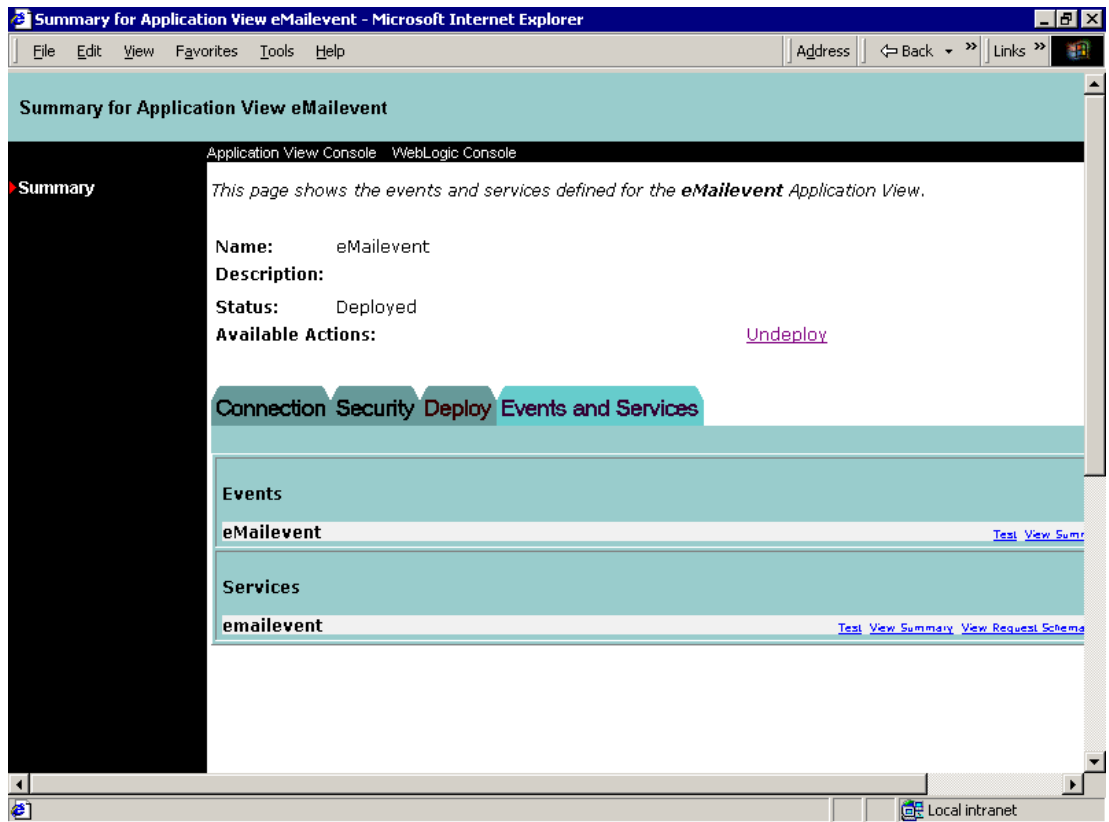 Summary for Application View eMailevent - Microsoft Internet Explorer
File Edit View Favorites Tools Help Address Back Links
Summary for Application View eMailevent
Application View Console WebLogic Console
Summary
This page shows the events and services defined for the eMailevent Application View.
Name: eMailevent
Description:
Status: Deployed
Available Actions: Undeploy
Connection Security Deploy Events and Services
Events
eMailevent Test View Summ
Services
emailevent Test View Summary View Request Schema
Local intranet